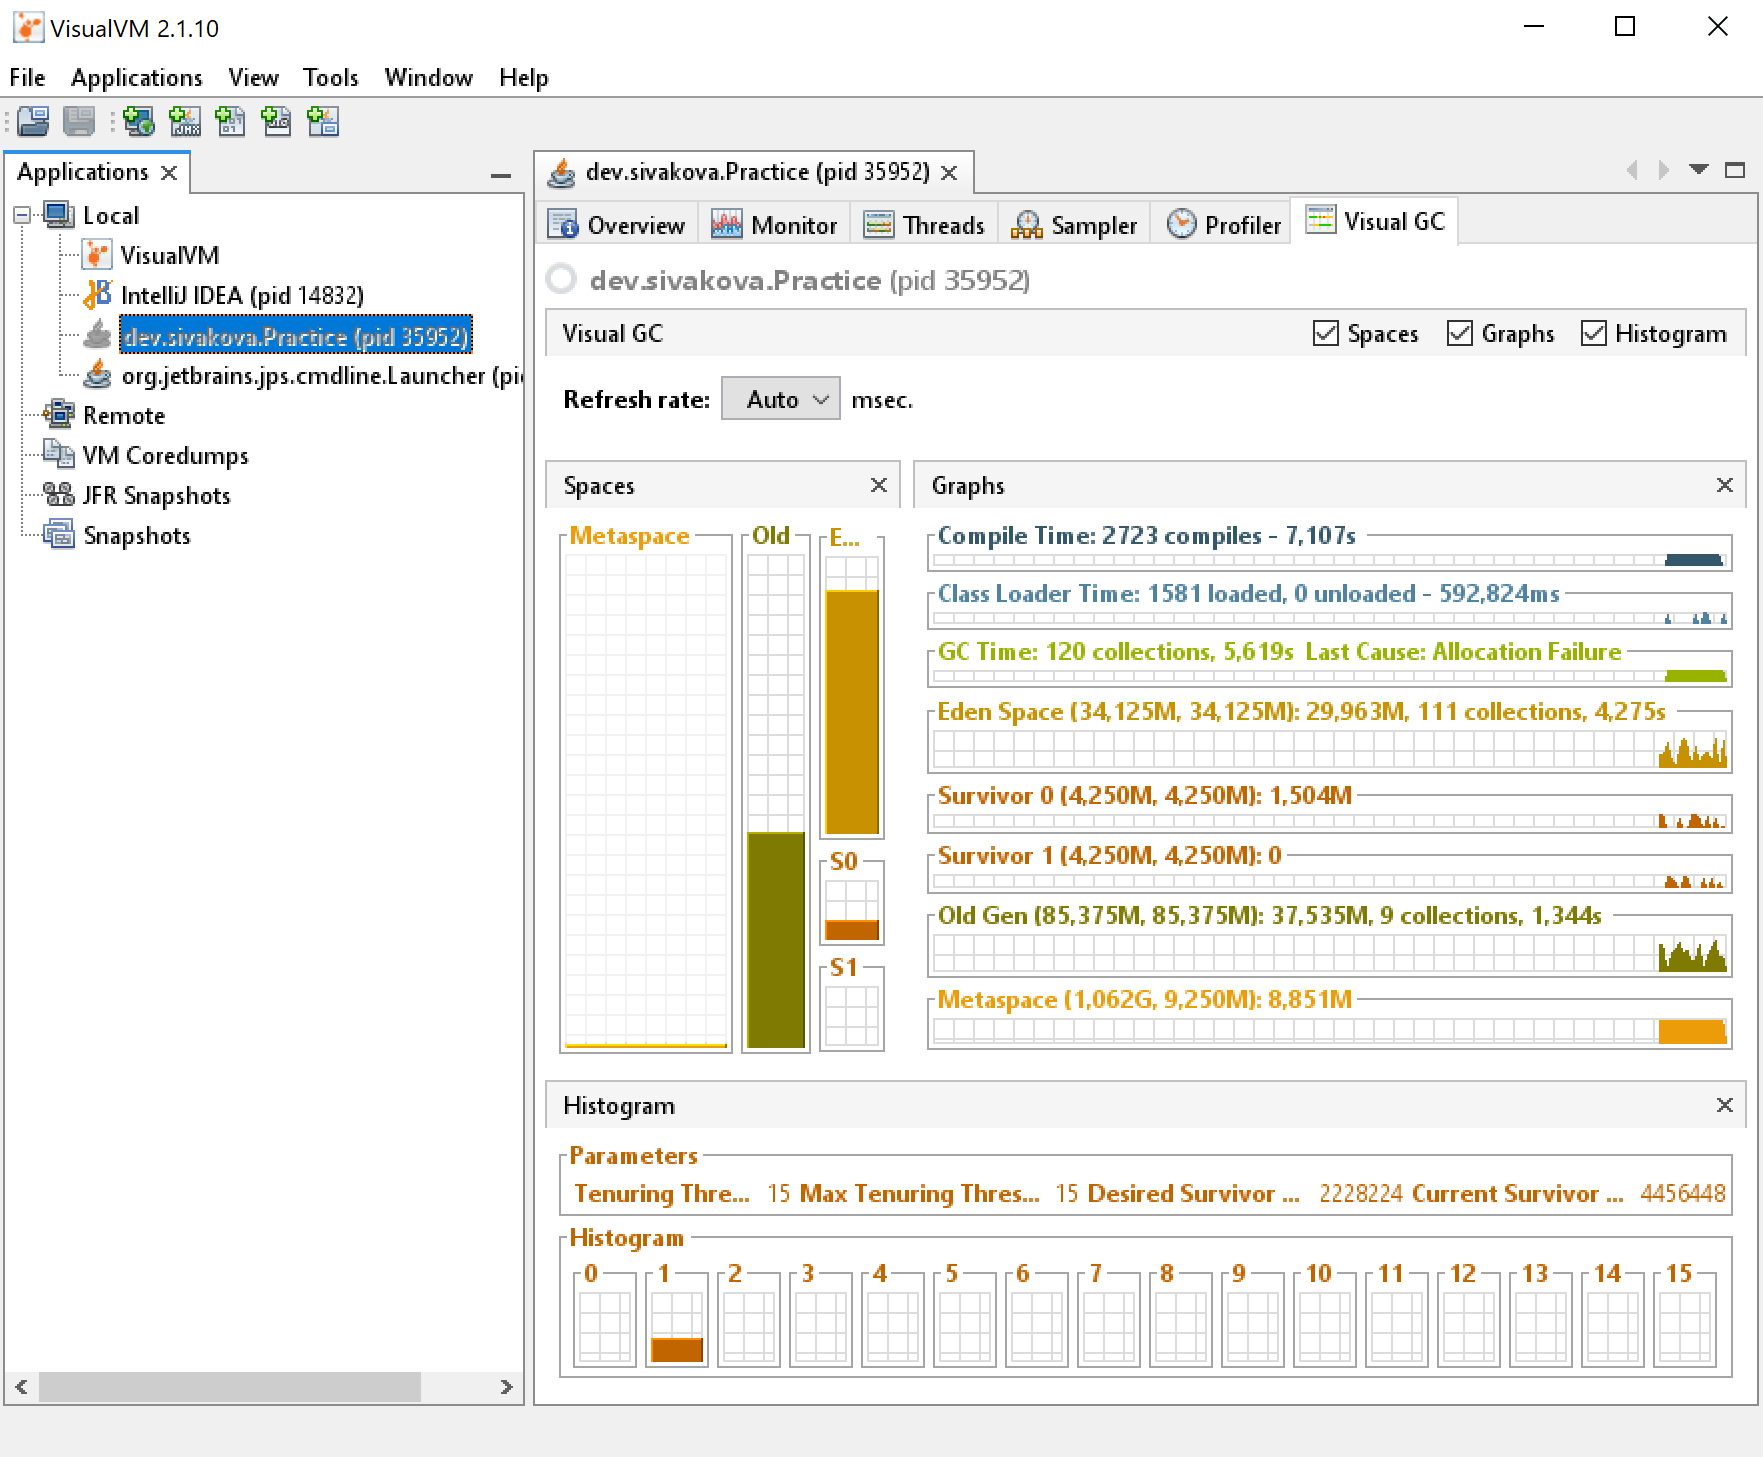 VisualVM 2.1.10
File Applications View Tools Window Help
Applications
Local
VisualVM
IntelliJ IDEA (pid 14832)
dev.sivakova.Practice (pid 35952)
org.jetbrains.jps.cmdline.Launcher (pi
Remote
VM Coredumps
JFR Snapshots
Snapshots
dev.sivakova.Practice (pid 35952)
Overview Monitor Threads Sampler Profiler Visual GC
dev.sivakova.Practice (pid 35952)
Visual GC Spaces Graphs Histogram
Refresh rate: Auto msec.
Spaces
Metaspace Old E...
S0
S1
Graphs
Compile Time: 2723 compiles - 7,107s
Class Loader Time: 1581 loaded, 0 unloaded - 592,824ms
GC Time: 120 collections, 5,619s Last Cause: Allocation Failure
Eden Space (34,125M, 34,125M): 29,963M, 111 collections, 4,275s
Survivor 0 (4,250M, 4,250M): 1,504M
Survivor 1 (4,250M, 4,250M): 0
Old Gen (85,375M, 85,375M): 37,535M, 9 collections, 1,344s
Metaspace (1,062G, 9,250M): 8,851M
Histogram
Parameters
Tenuring Thre... 15 Max Tenuring Thres... 15 Desired Survivor ... 2228224 Current Survivor ... 4456448
Histogram
0 1 2 3 4 5 6 7 8 9 10 11 12 13 14 15